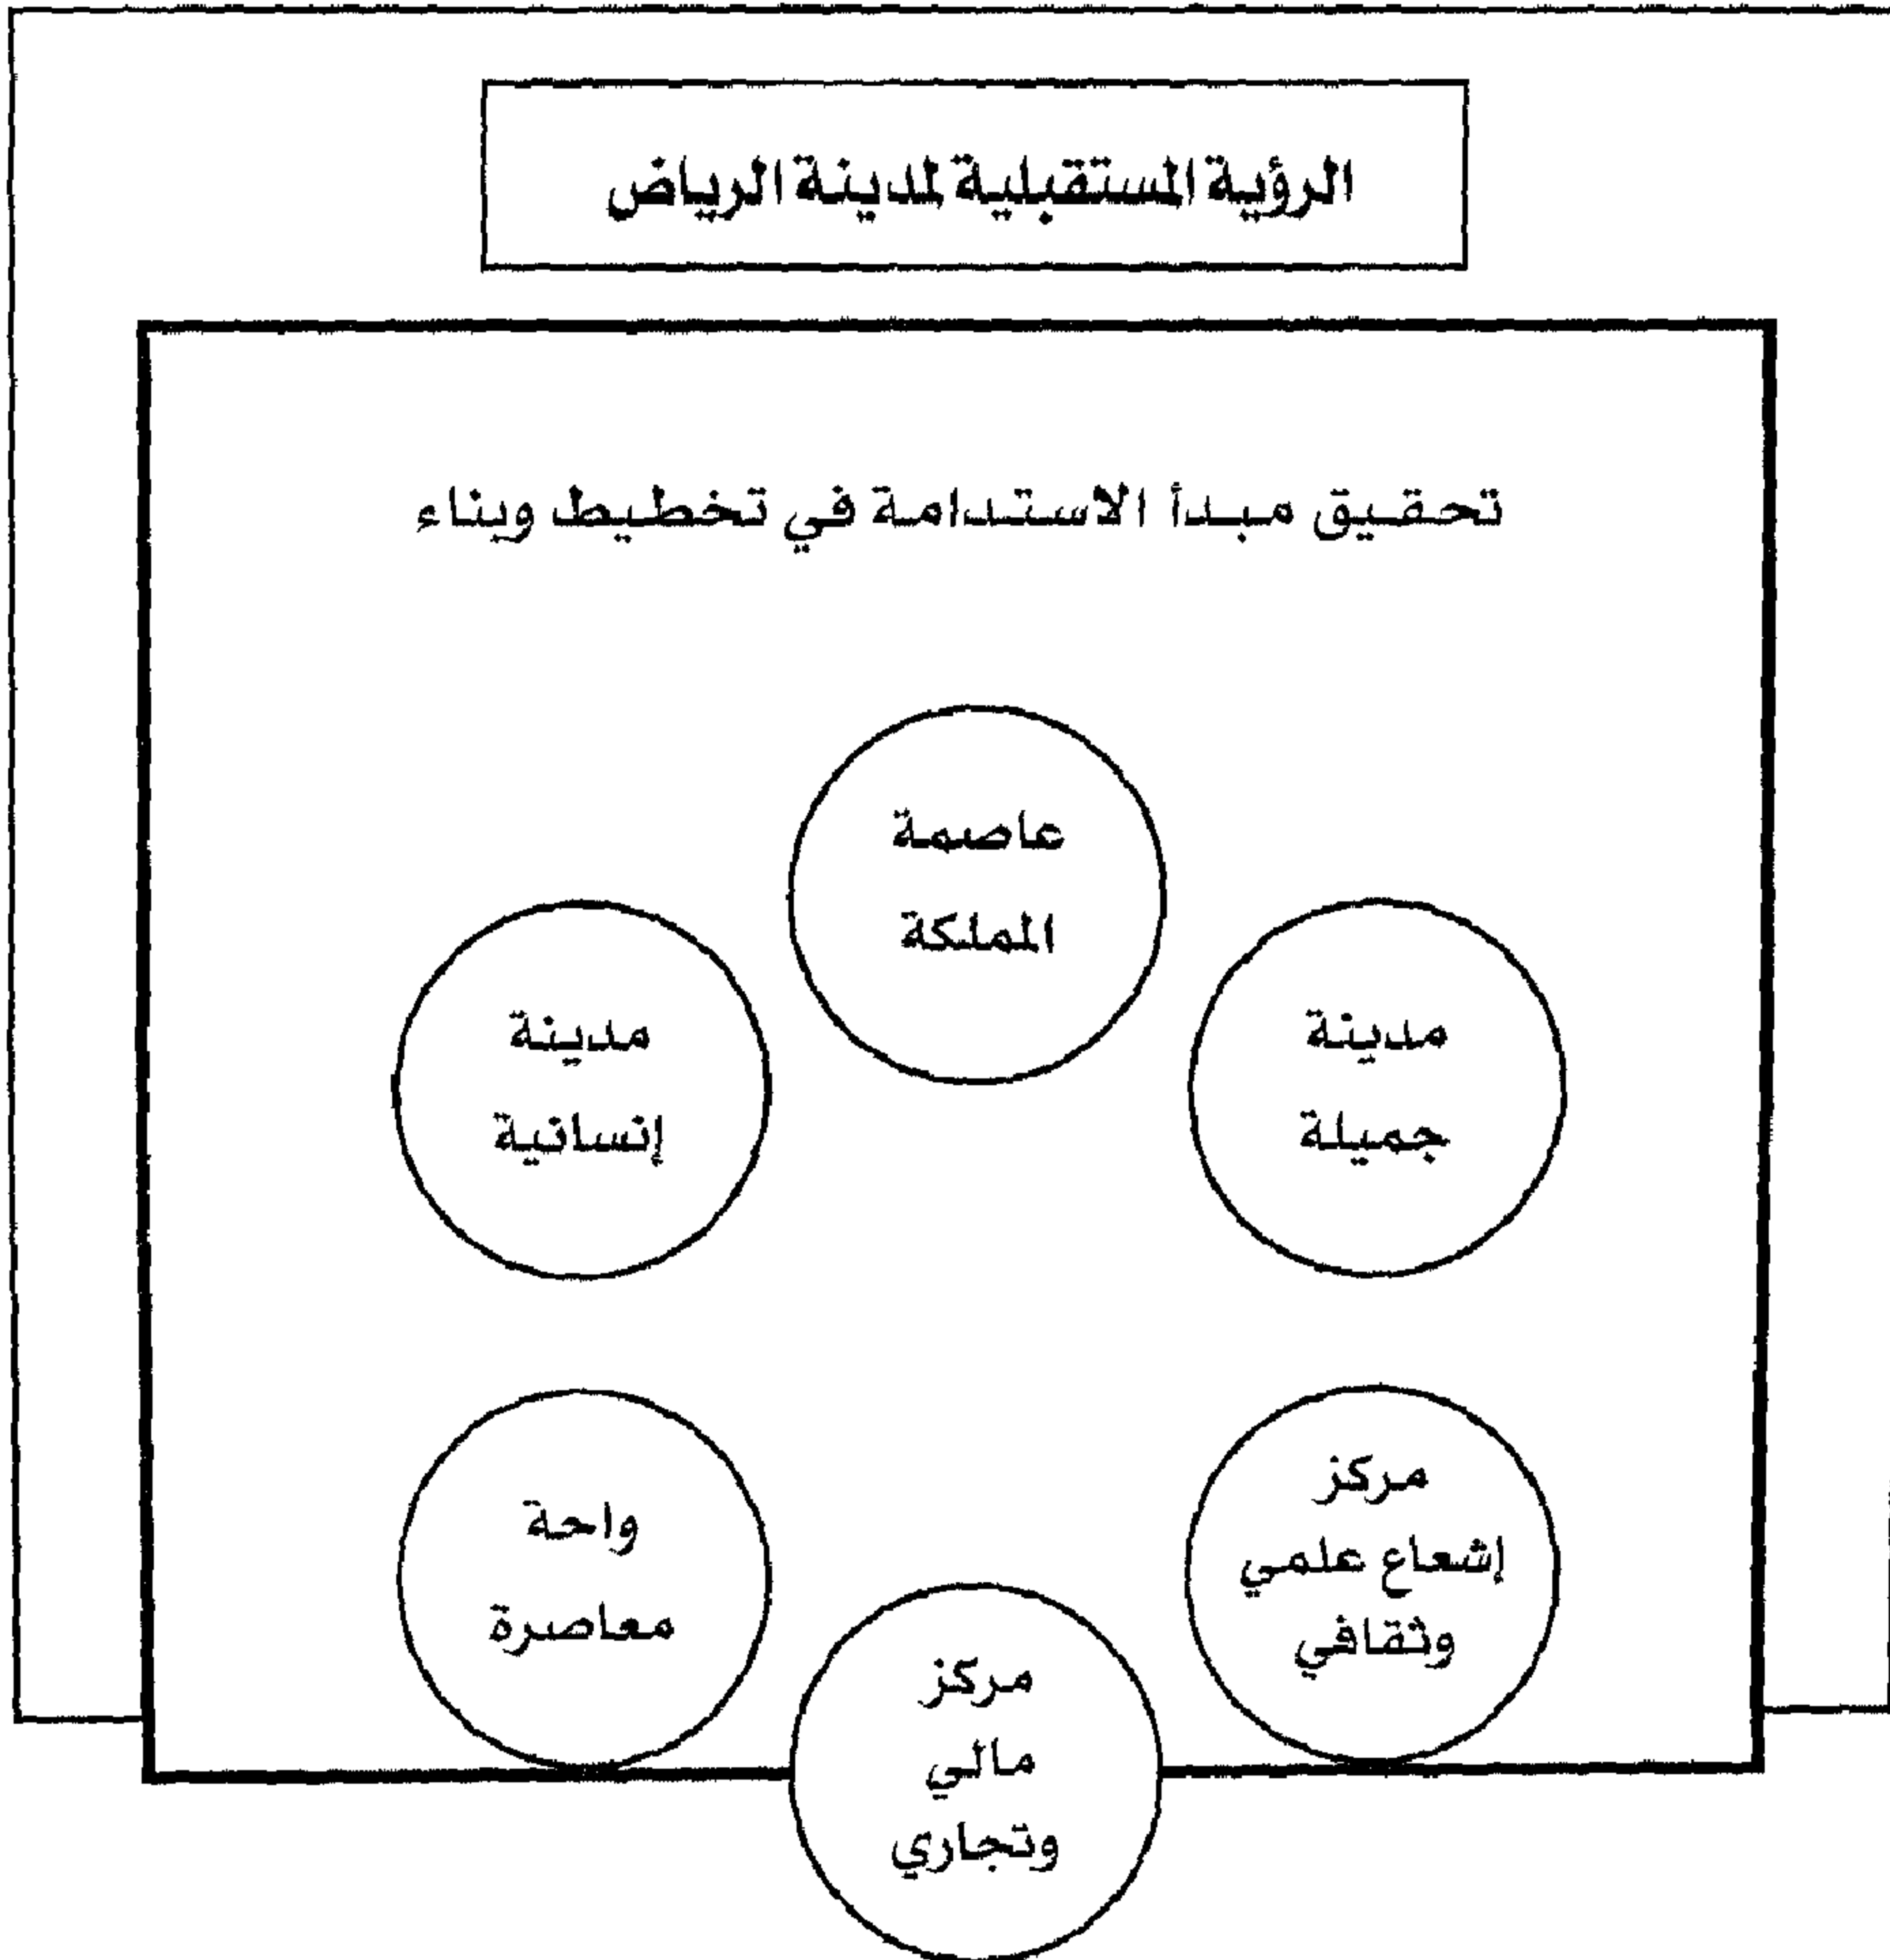 الرؤية المستقبلية لمدينة الرياض
تحقيق مبدأ الاستدامة في تخطيط وبناء
عاصمة
المملكة
مدينة
جميلة
مدينة
إنسانية
مركز
إشعاع علمي
وثقافي
واحة
معاصرة
مركز
مالي
وتجاري